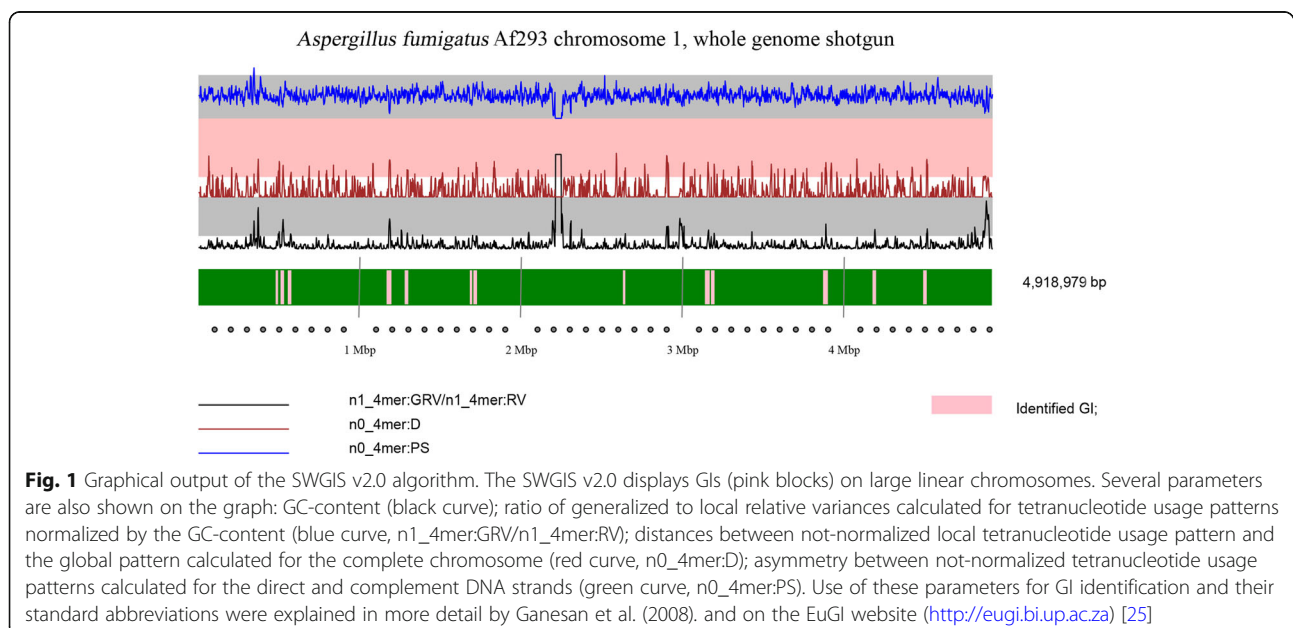 Aspergillus fumigatus Af293 chromosome 1, whole genome shotgun
4,918,979 bp
1 Mbp
2 Mbp
3 Mbp
4 Mbp
n1_4mer:GRV/n1_4mer:RV
n0_4mer:D
n0_4mer:PS
Identified GI;
Fig. 1 Graphical output of the SWGIS v2.0 algorithm. The SWGIS v2.0 displays GIs (pink blocks) on large linear chromosomes. Several parameters
are also shown on the graph: GC-content (black curve); ratio of generalized to local relative variances calculated for tetranucleotide usage patterns
normalized by the GC-content (blue curve, n1_4mer:GRV/n1_4mer:RV); distances between not-normalized local tetranucleotide usage pattern and
the global pattern calculated for the complete chromosome (red curve, n0_4mer:D); asymmetry between not-normalized tetranucleotide usage
patterns calculated for the direct and complement DNA strands (green curve, n0_4mer:PS). Use of these parameters for GI identification and their
standard abbreviations were explained in more detail by Ganesan et al. (2008). and on the EuGI website (http://eugi.bi.up.ac.za) [25]